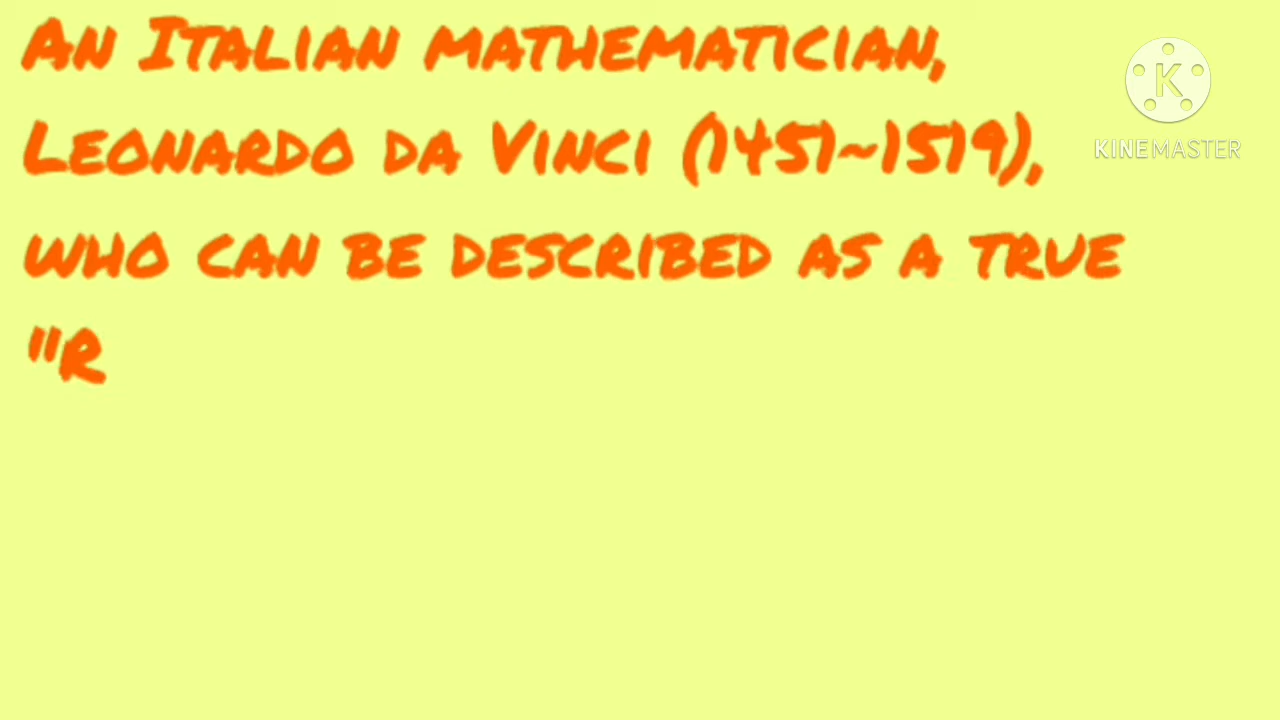 An Italian mathematician,
Leonardo da Vinci (1451~1519),
who can be described as a true
"R
KINEMASTER